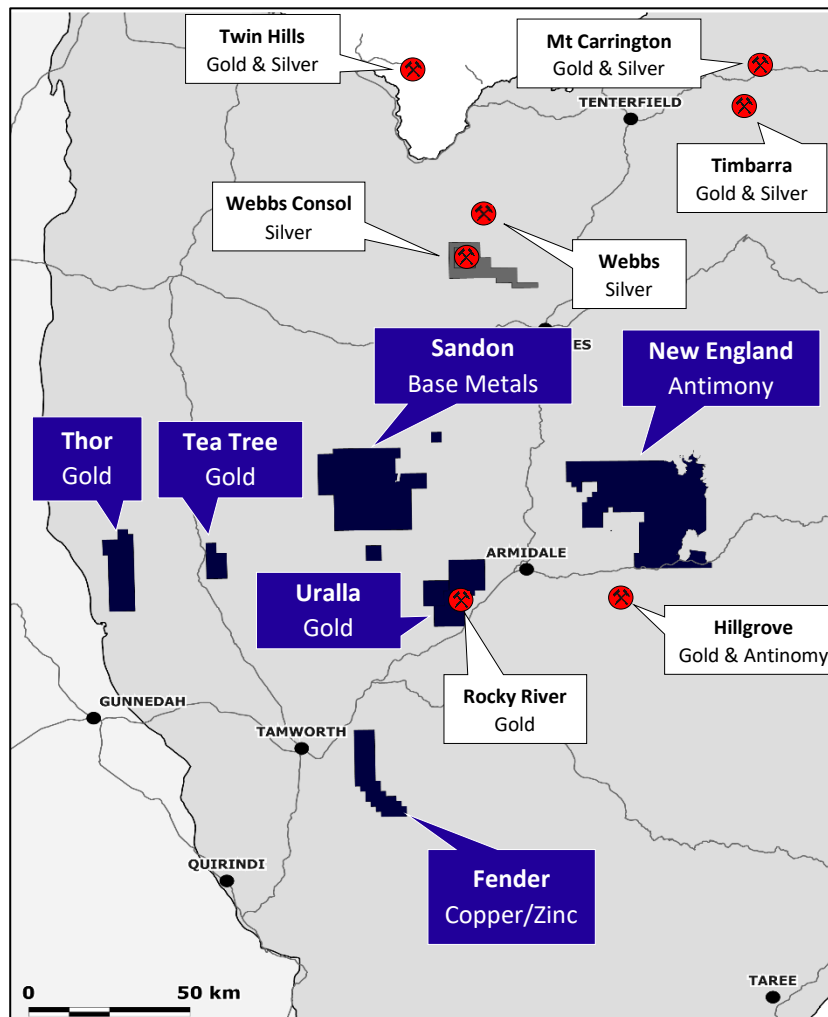 Twin Hills
Gold & Silver
Mt Carrington
Gold & Silver
TENTERFIELD
Timbarra
Gold & Silver
Webbs Consol
Silver
Webbs
Silver
ES
Sandon
Base Metals
New England
Antimony
Thor
Gold
Tea Tree
Gold
ARMIDALE
Uralla
Gold
Hillgrove
Gold & Antinomy
Rocky River
Gold
GUNNEDAH
TAMWORTH
QUIRINDI
Fender
Copper/Zinc
TAREE
0 50 km